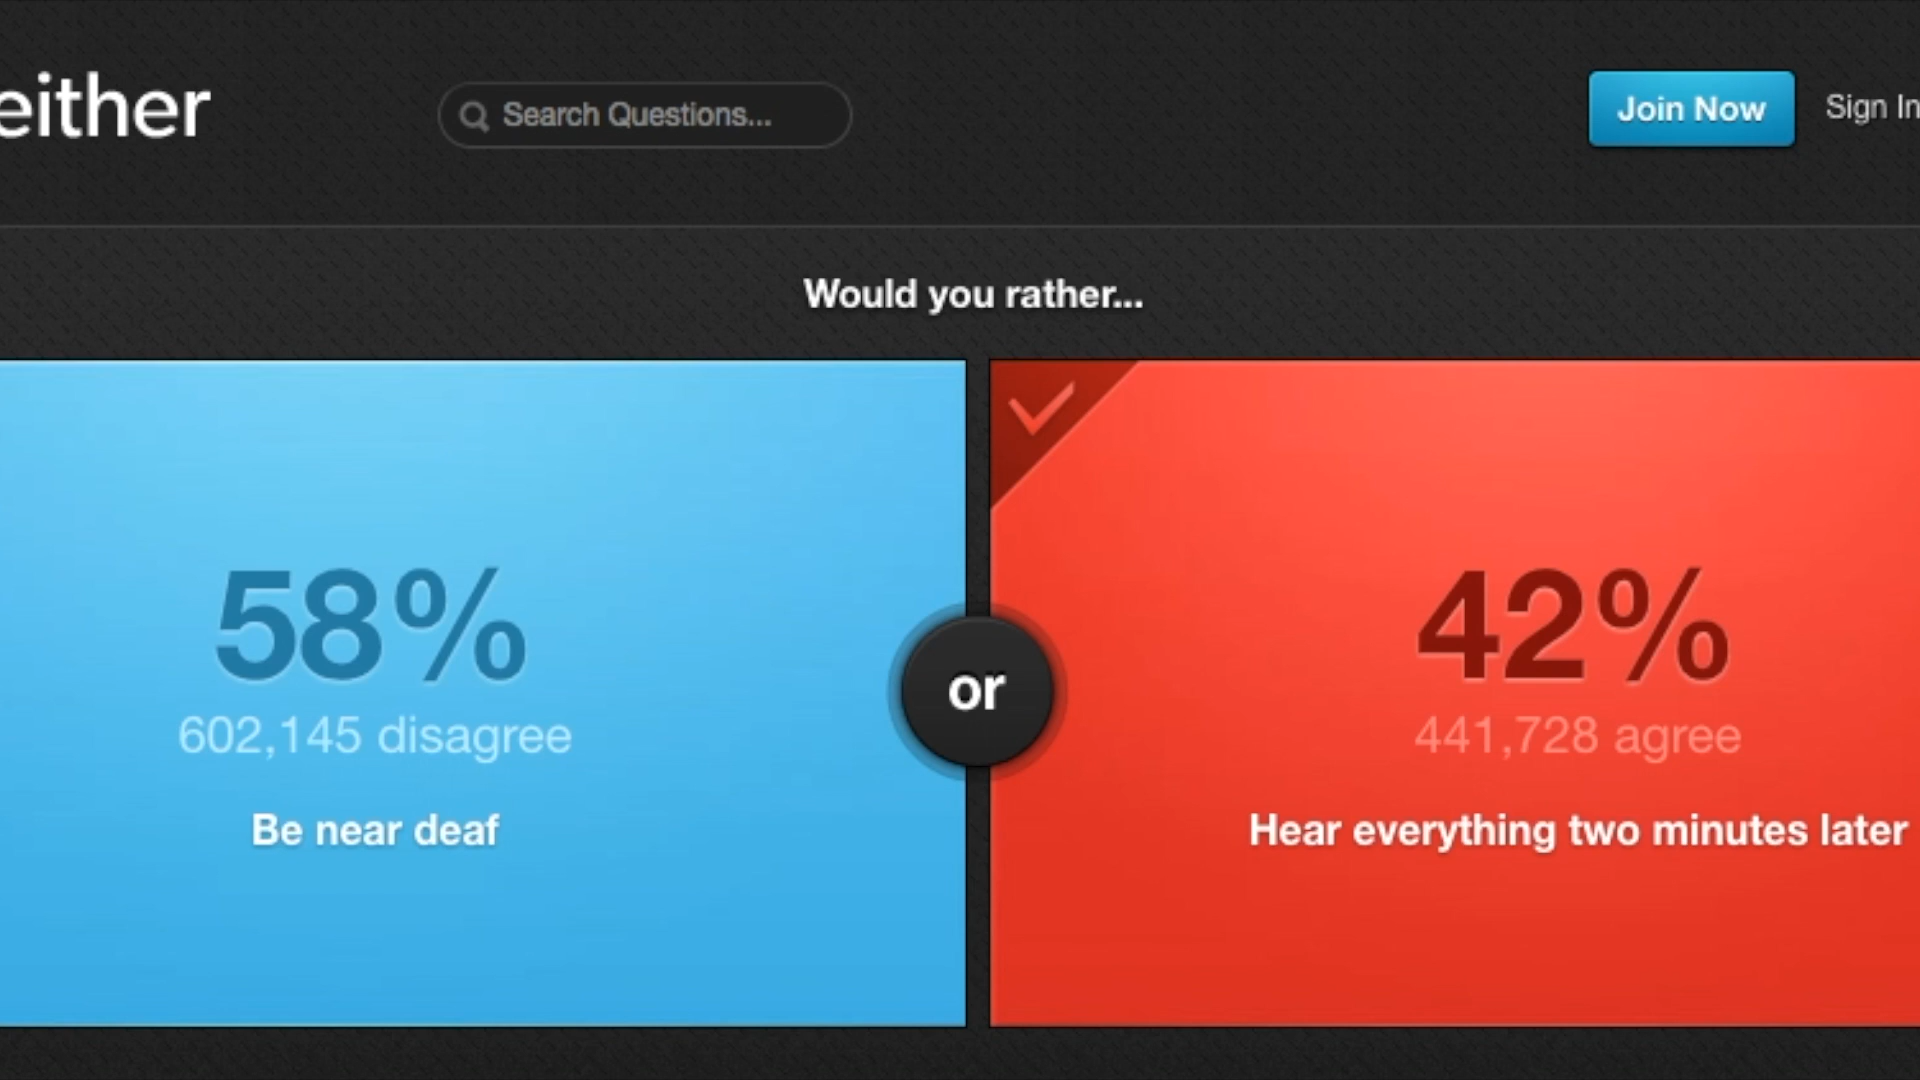 either
Search Questions...
Join Now
Sign In
Would you rather...
58%
602,145 disagree
Be near deaf
or
42%
441,728 agree
Hear everything two minutes later